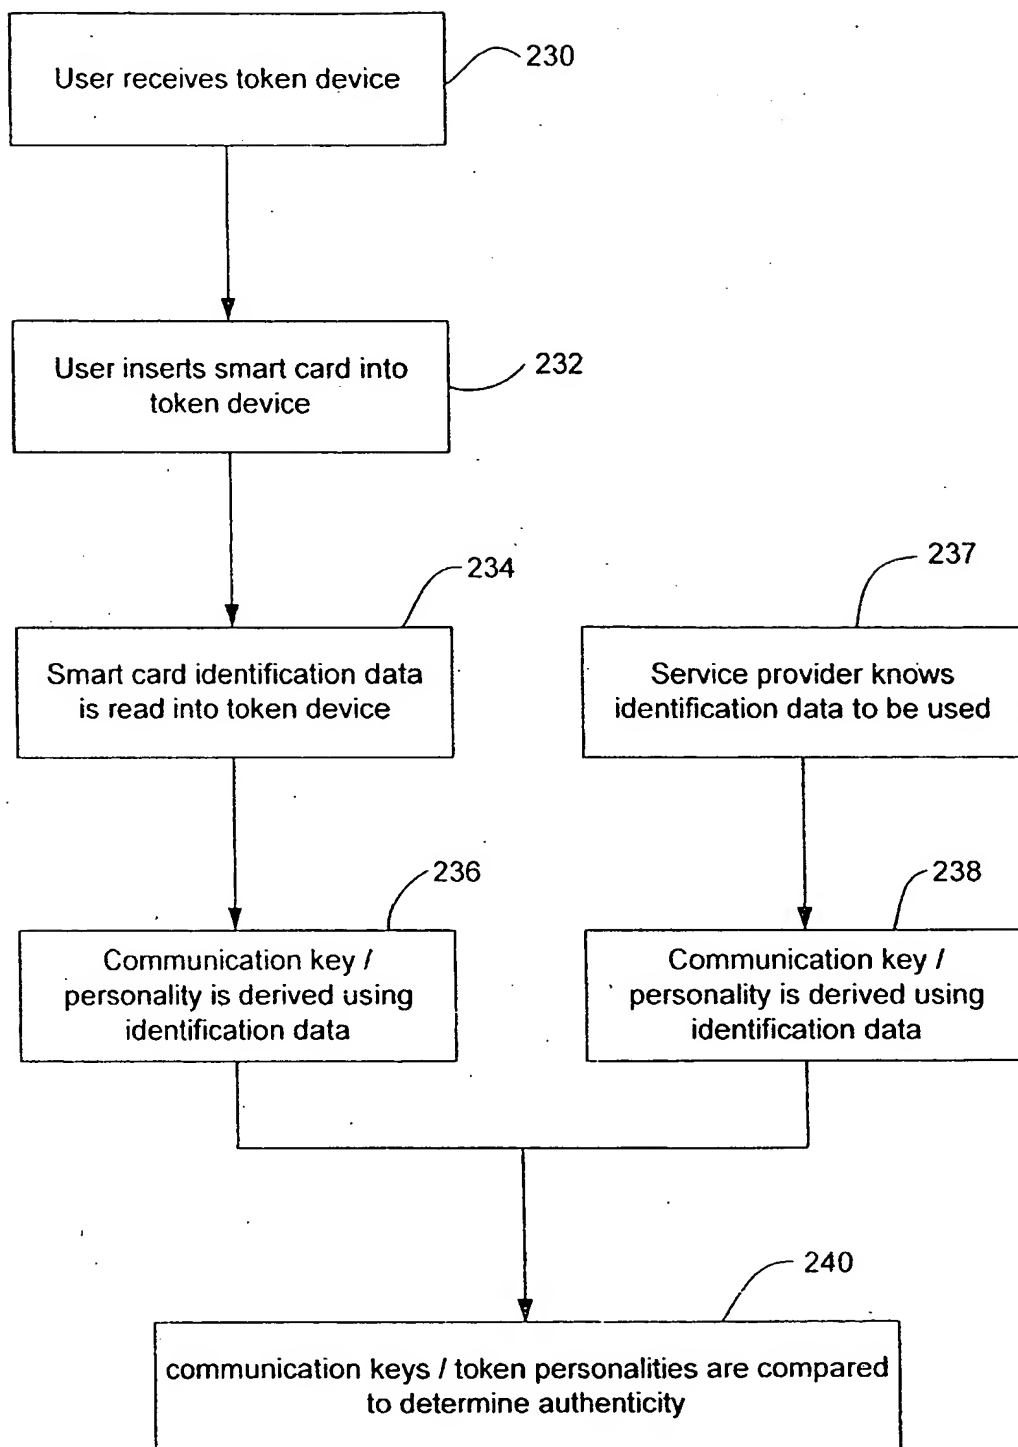 User receives token device
230
User inserts smart card into
token device
232
234
237
Smart card identification data
is read into token device
Service provider knows
identification data to be used
236
238
Communication key /
personality is derived using
identification data
Communication key /
personality is derived using
identification data
240
communication keys / token personalities are compared
to determine authenticity